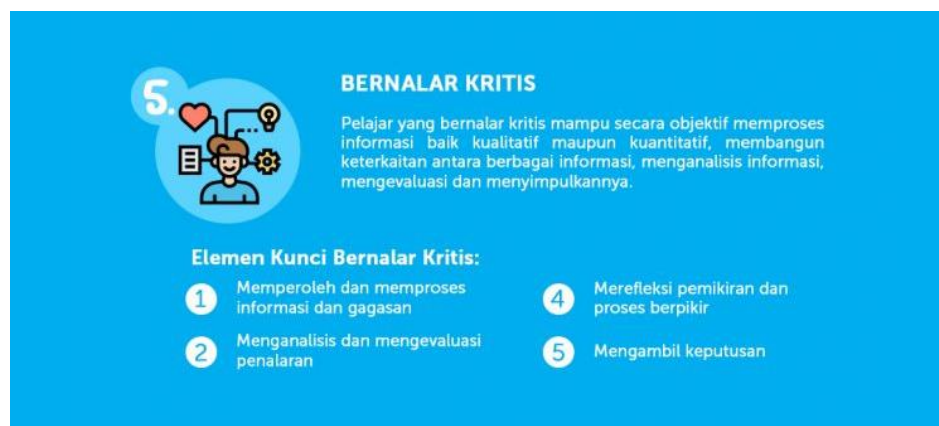 5.
BERNALAR KRITIS
Pelajar yang bernalar kritis mampu secara objektif memproses
informasi baik kualitatif maupun kuantitatif, membangun
keterkaitan antara berbagai informasi, menganalisis informasi,
mengevaluasi dan menyimpulkannya.
Elemen Kunci Bernalar Kritis:
1 Memperoleh dan memproses
informasi dan gagasan
2 Menganalisis dan mengevaluasi
penalaran
4 Merefleksi pemikiran dan
proses berpikir
5 Mengambil keputusan